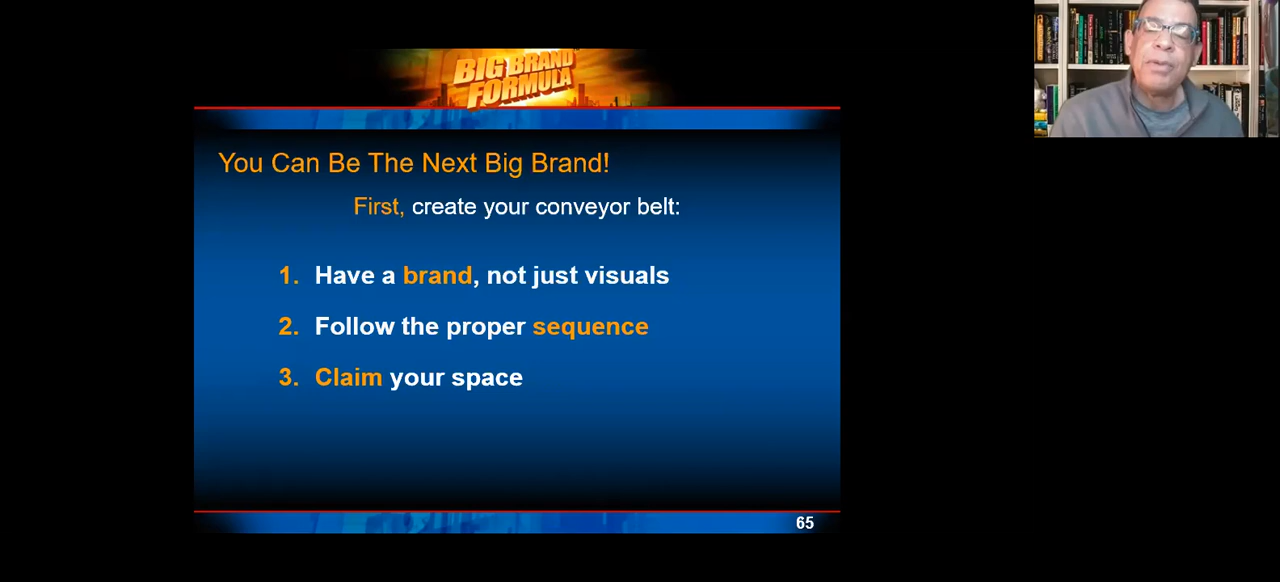 BIG BRAND
FORMULA
You Can Be The Next Big Brand!
First, create your conveyor belt:
1. Have a brand, not just visuals
2. Follow the proper sequence
3. Claim your space
65